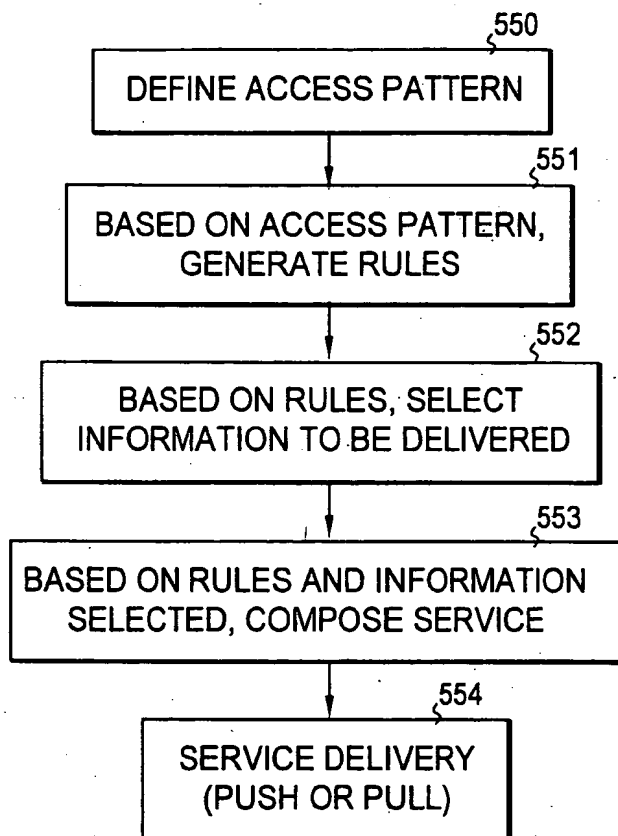 550
DEFINE ACCESS PATTERN
551
BASED ON ACCESS PATTERN,
GENERATE RULES
552
BASED ON RULES, SELECT
INFORMATION TO BE DELIVERED
553
BASED ON RULES AND INFORMATION
SELECTED, COMPOSE SERVICE
554
SERVICE DELIVERY
(PUSH OR PULL)